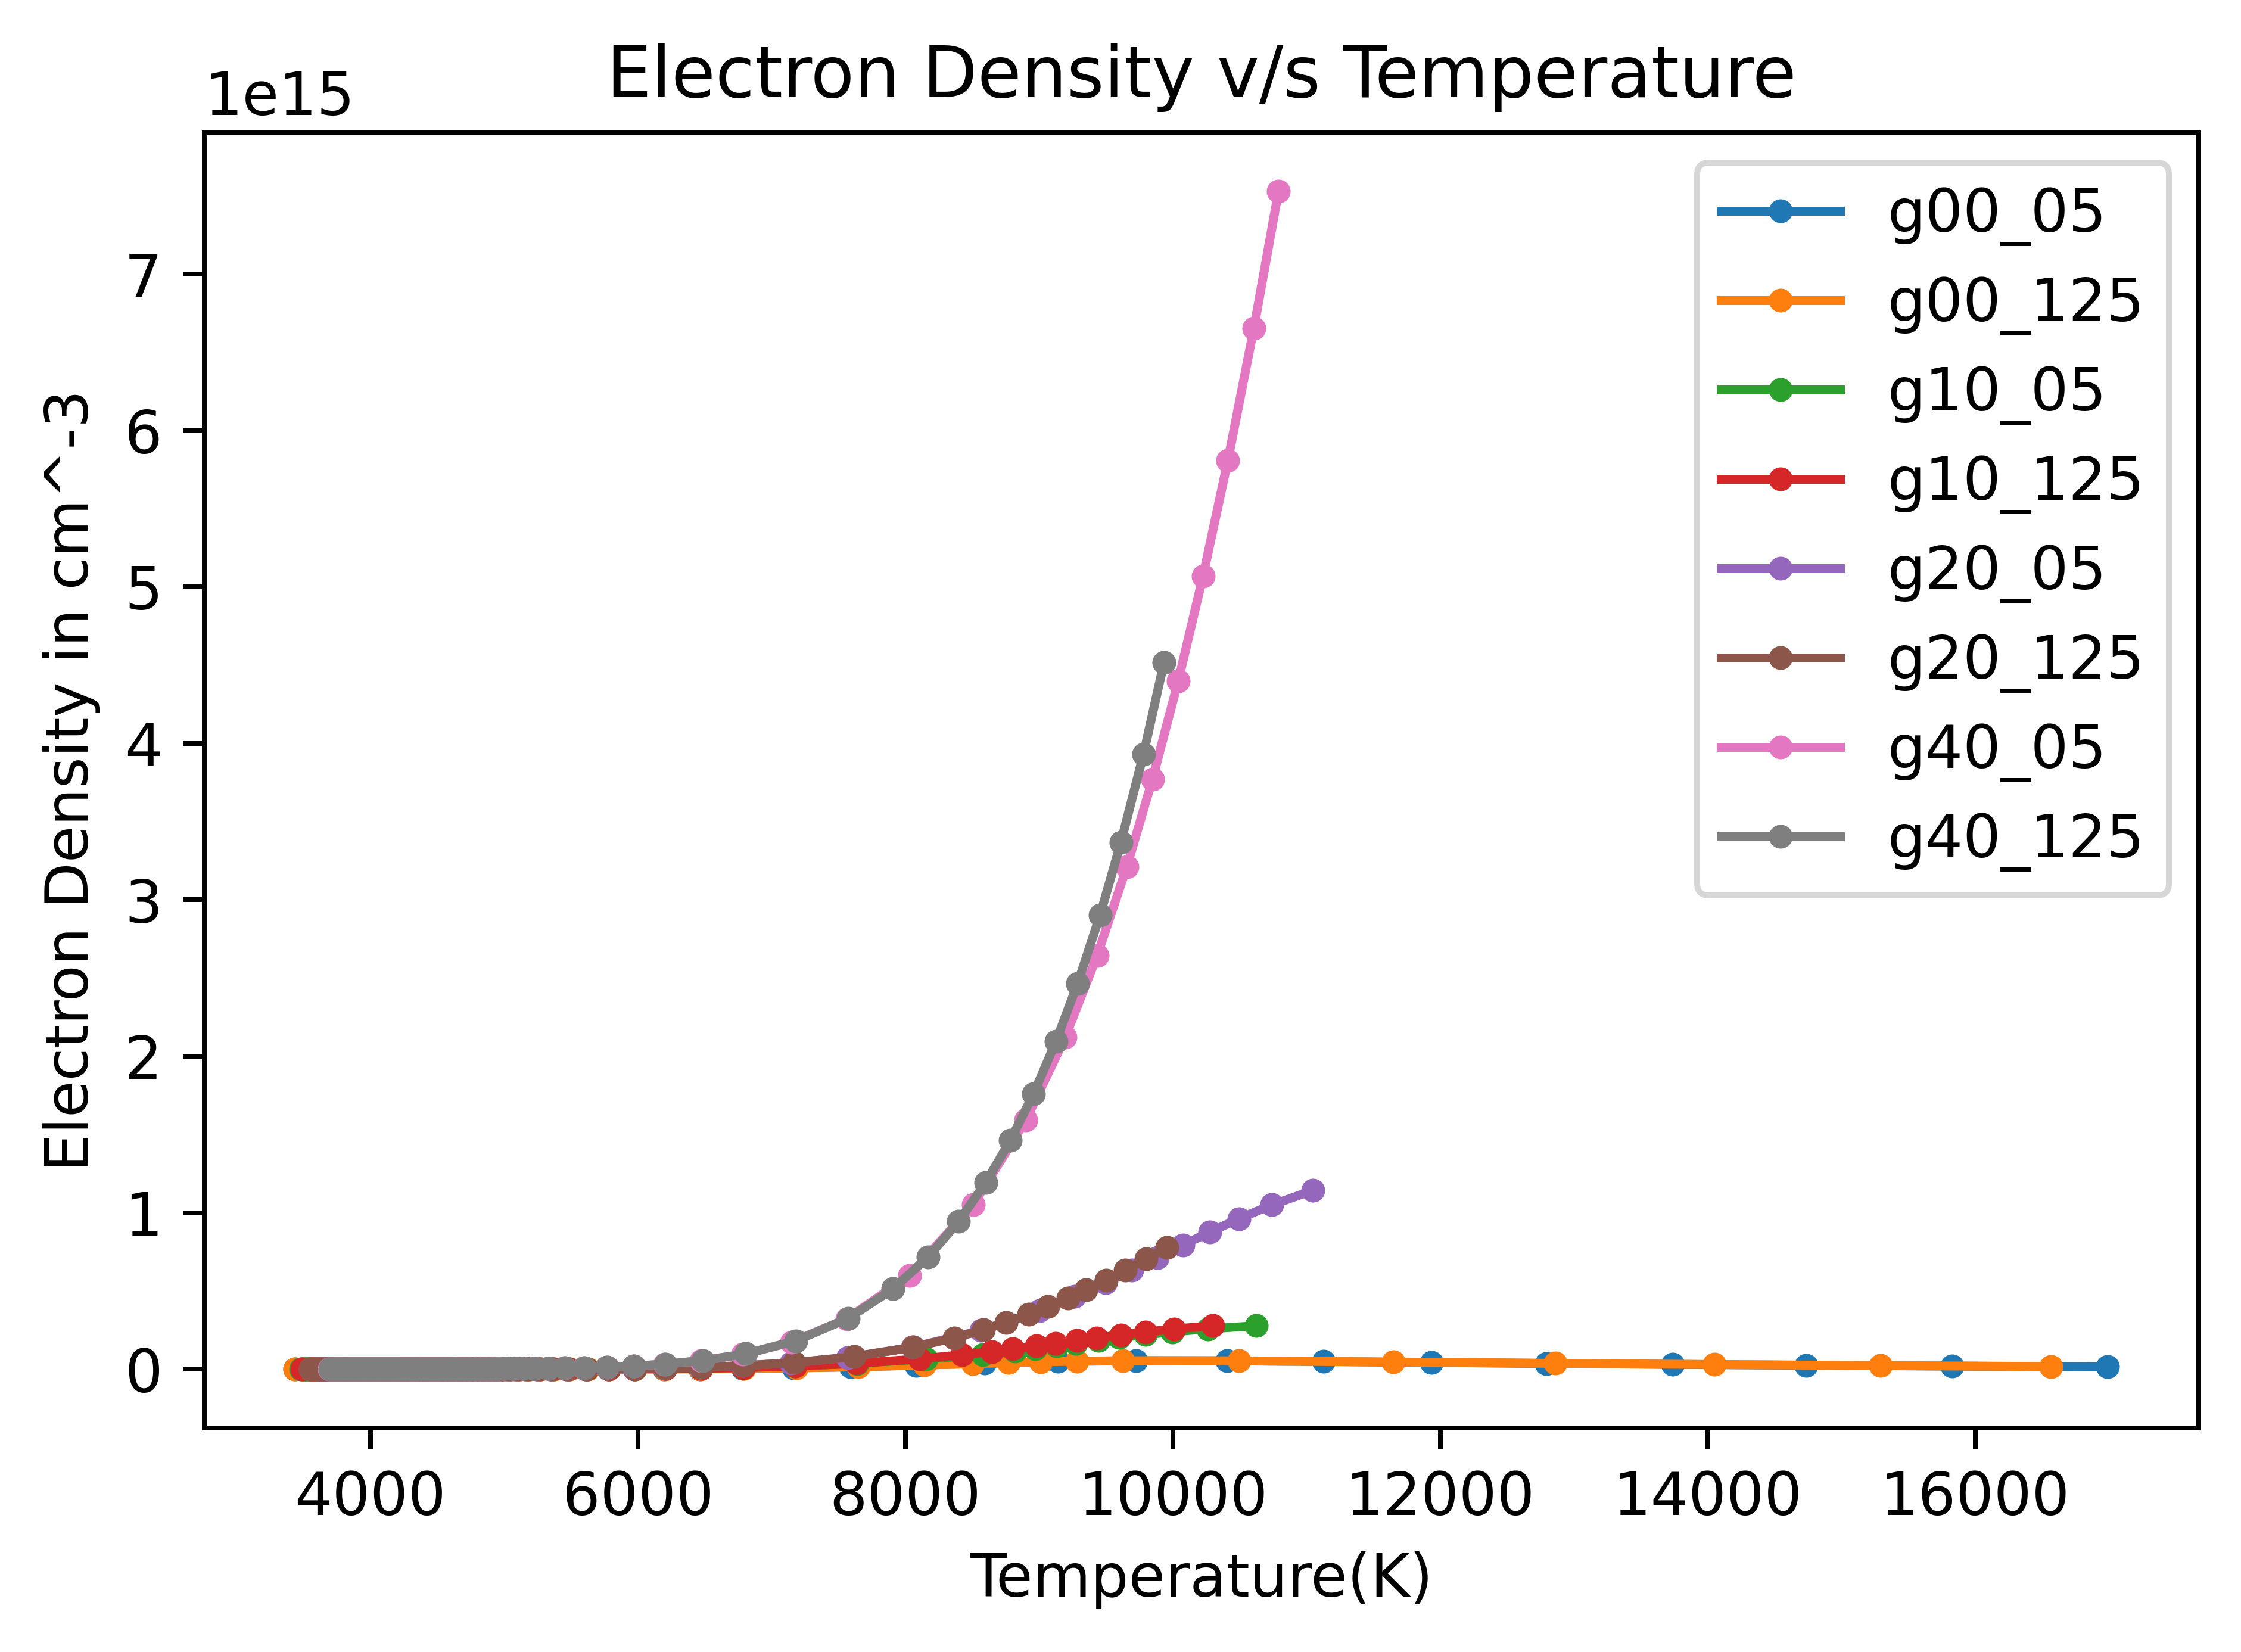 Electron Density v/s Temperature
1e15
7
6
5
4
3
2
1
0
Electron Density in cm^-3
4000 6000 8000 10000 12000 14000 16000
Temperature(K)
g00_05
g00_125
g10_05
g10_125
g20_05
g20_125
g40_05
g40_125